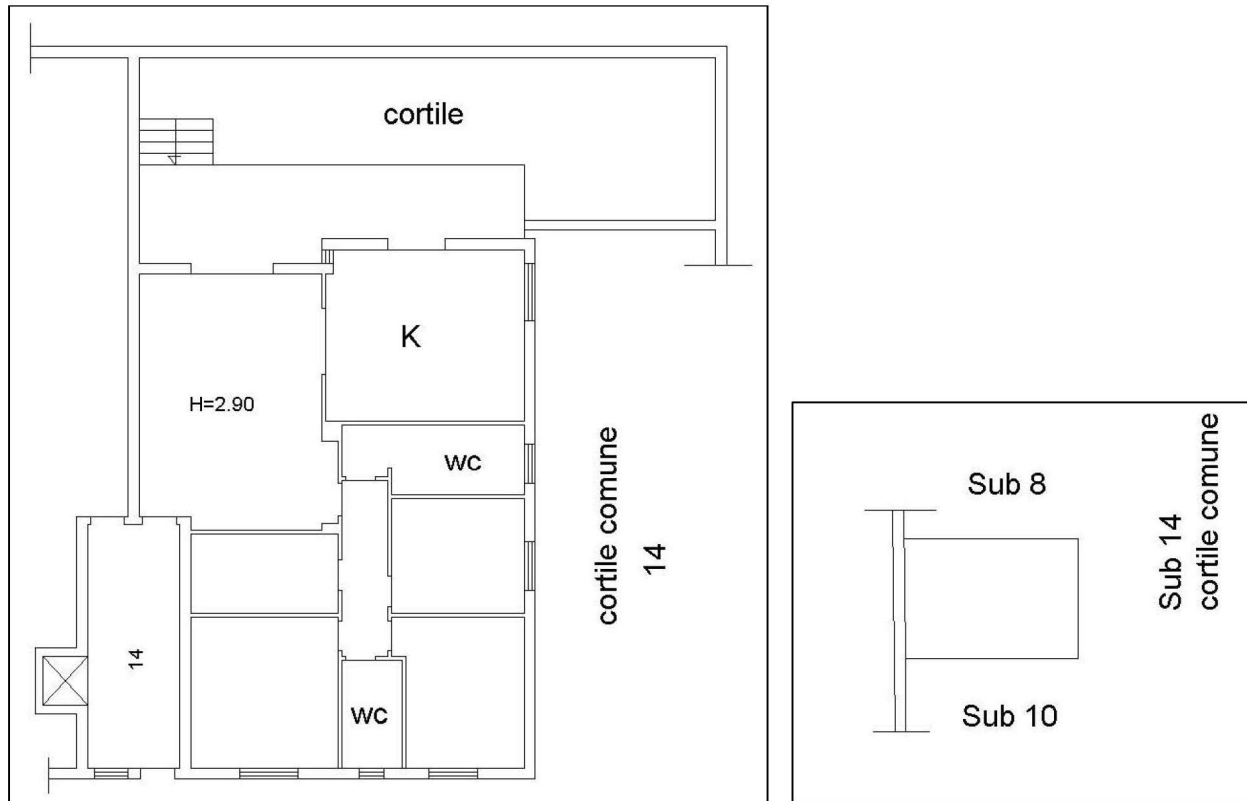 cortile
K
H=2.90
wc
cortile comune
14
14
wc
Sub 8
Sub 14
cortile comune
Sub 10